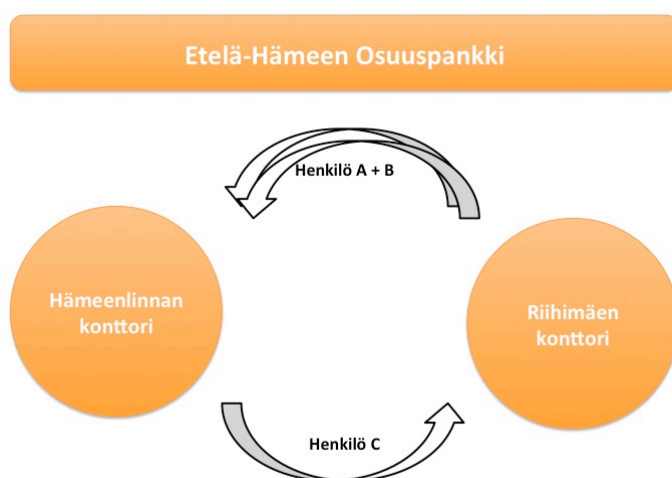 Etelä-Hämeen Osuuspankki
Henkilö A + B
Hämeenlinnan
konttori
Riihimäen
konttori
Henkilö C